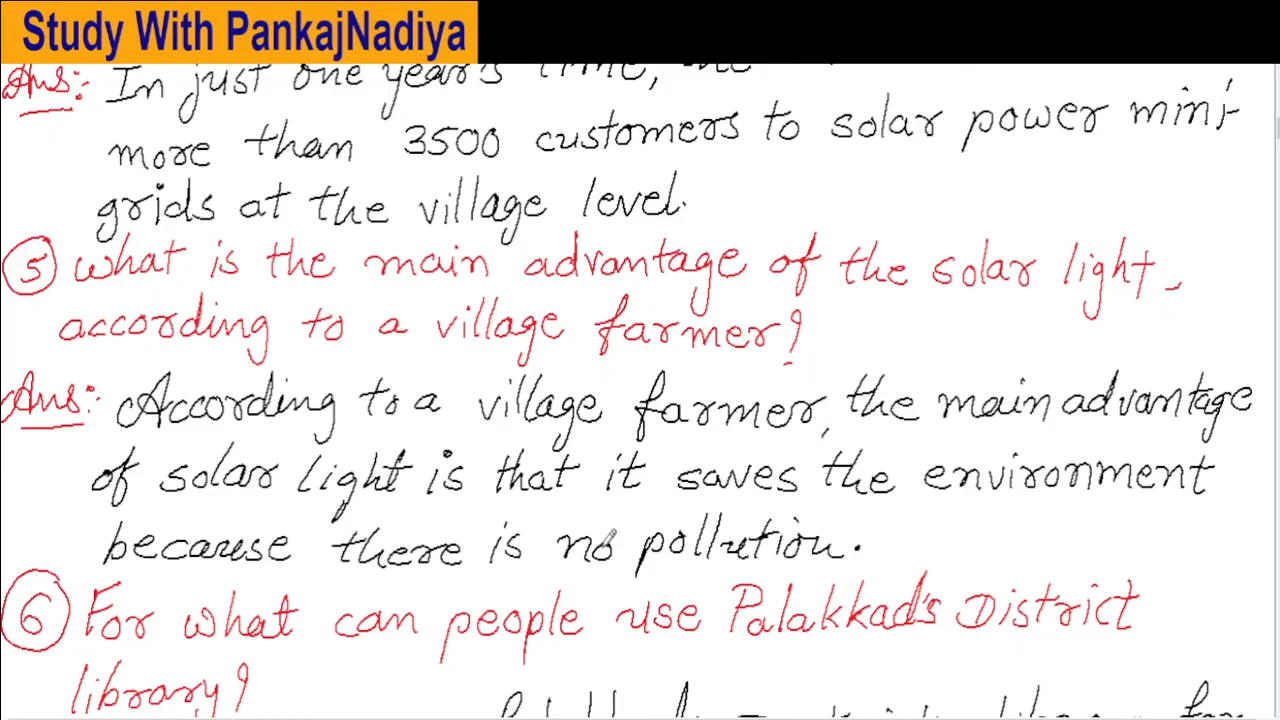 Study With PankajNadiya
Ans:- In just one year's time,
more than 3500 customers to solar power mini-
grids at the village level.
5 What is the main advantage of the solar light,
according to a village farmer?
Ans:- According to a village farmer, the main advantage
of solar light is that it saves the environment
because there is no pollution.
6 For what can people use Palakkad's District
library?